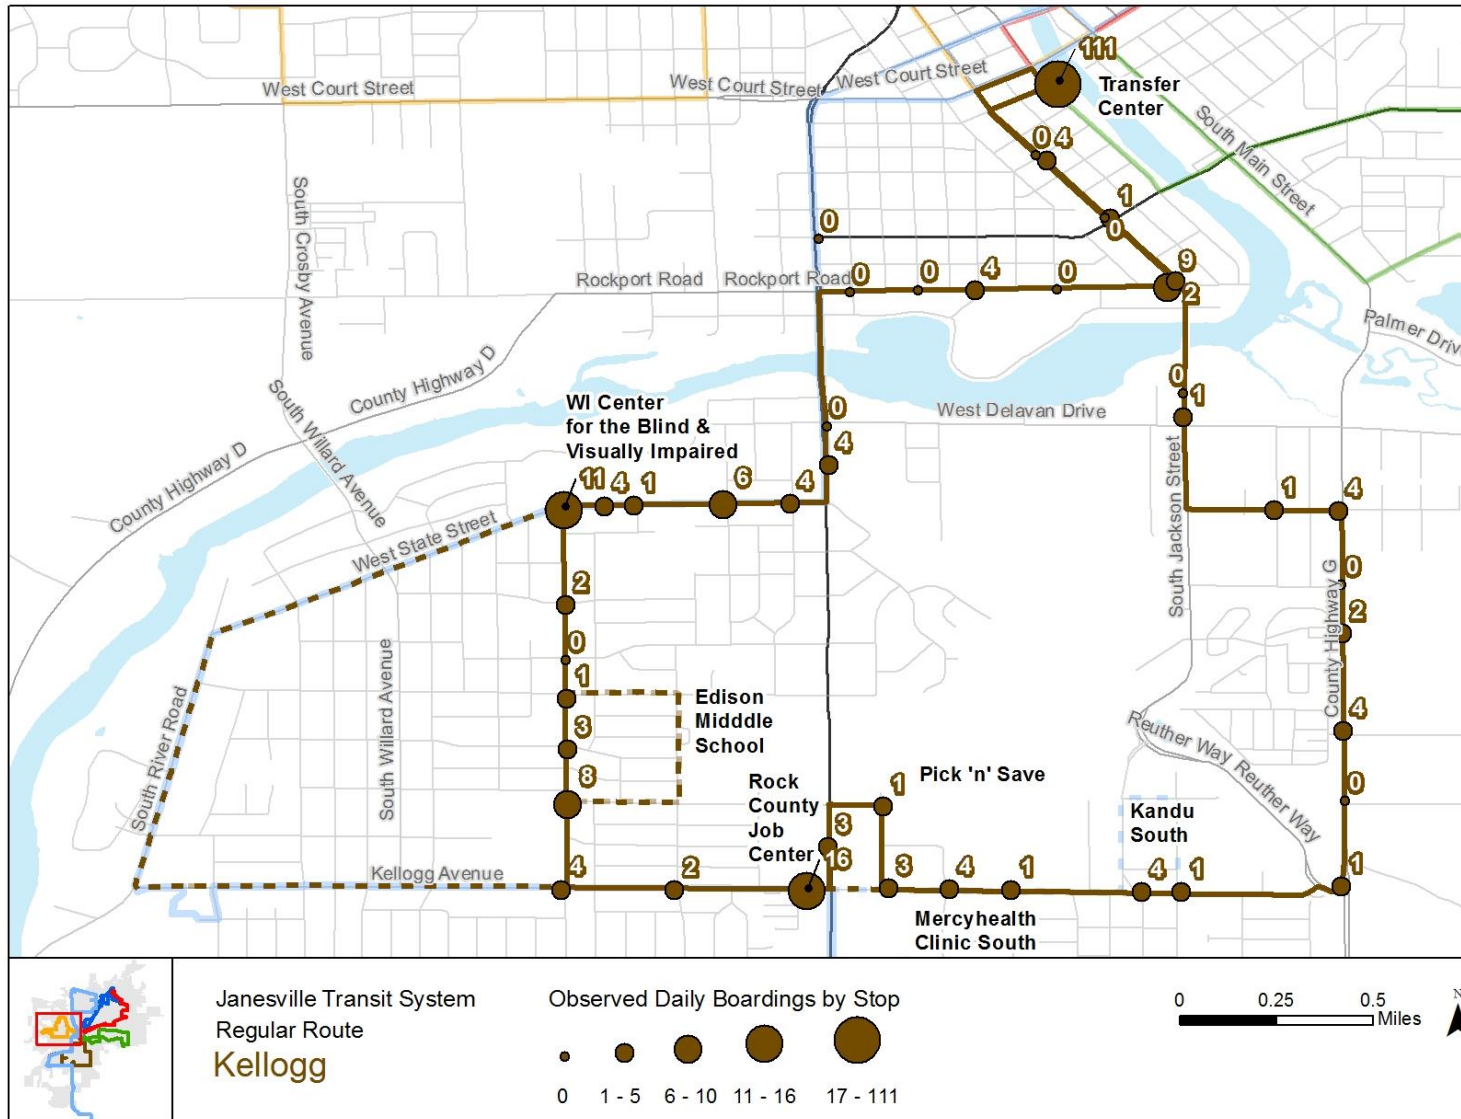 111
West Court Street
West Court Street
West Court Street
Transfer
Center
South Main Street
0 4
1
0
0
South Crosby Avenue
Rockport Road
Rockport Road
0
0
4
0
9
2
Palmer Drive
County Highway D
County Highway D
South Willard Avenue
WI Center
for the Blind &
Visually Impaired
0
4
West Delavan Drive
0
1
South Jackson Street
11
4
1
6
4
1
4
West State Street
2
0
1
3
8
0
2
4
0
1
County Highway G
Edison
Midddle
School
South River Road
South Willard Avenue
Reuther Way
Reuther Way
Rock
County
Job
Center
Pick 'n' Save
1
3
16
Kandu
South
Kellogg Avenue
4
2
3
4
1
4
1
Mercyhealth
Clinic South
Janesville Transit System
Regular Route
Kellogg
Observed Daily Boardings by Stop
0
1 - 5
6 - 10
11 - 16
17 - 111
0
0.25
0.5
Miles
N